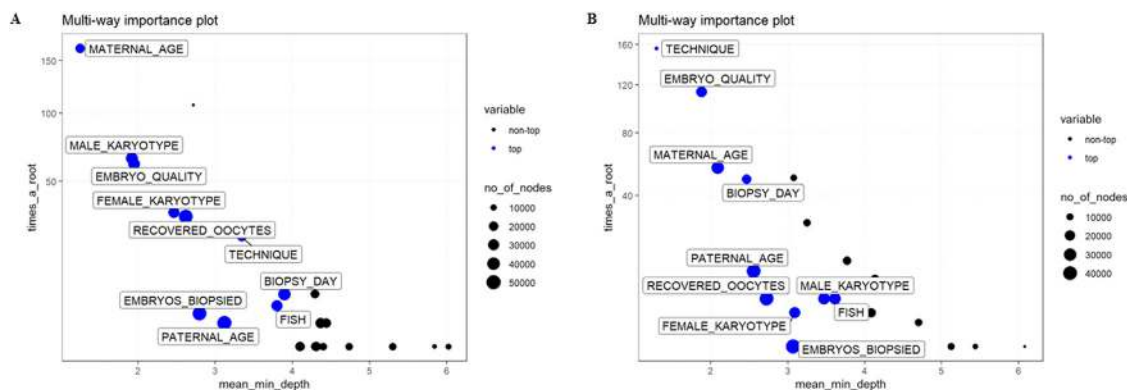 A
Multi-way importance plot
150
100
50
times_a_root
MATERNAL_AGE
MALE_KARYOTYPE
EMBRYO_QUALITY
FEMALE_KARYOTYPE
RECOVERED_OOCYTES
TECHNIQUE
BIOPSY_DAY
EMBRYOS_BIOPSIED
FISH
PATERNAL_AGE
2 3 4 5 6
mean_min_depth
variable
non-top
top
no_of_nodes
10000
20000
30000
40000
50000
B
Multi-way importance plot
160
120
80
40
times_a_root
TECHNIQUE
EMBRYO_QUALITY
MATERNAL_AGE
BIOPSY_DAY
PATERNAL_AGE
RECOVERED_OOCYTES
MALE_KARYOTYPE
FISH
FEMALE_KARYOTYPE
EMBRYOS_BIOPSIED
2 3 4 5 6
mean_min_depth
variable
non-top
top
no_of_nodes
10000
20000
30000
40000